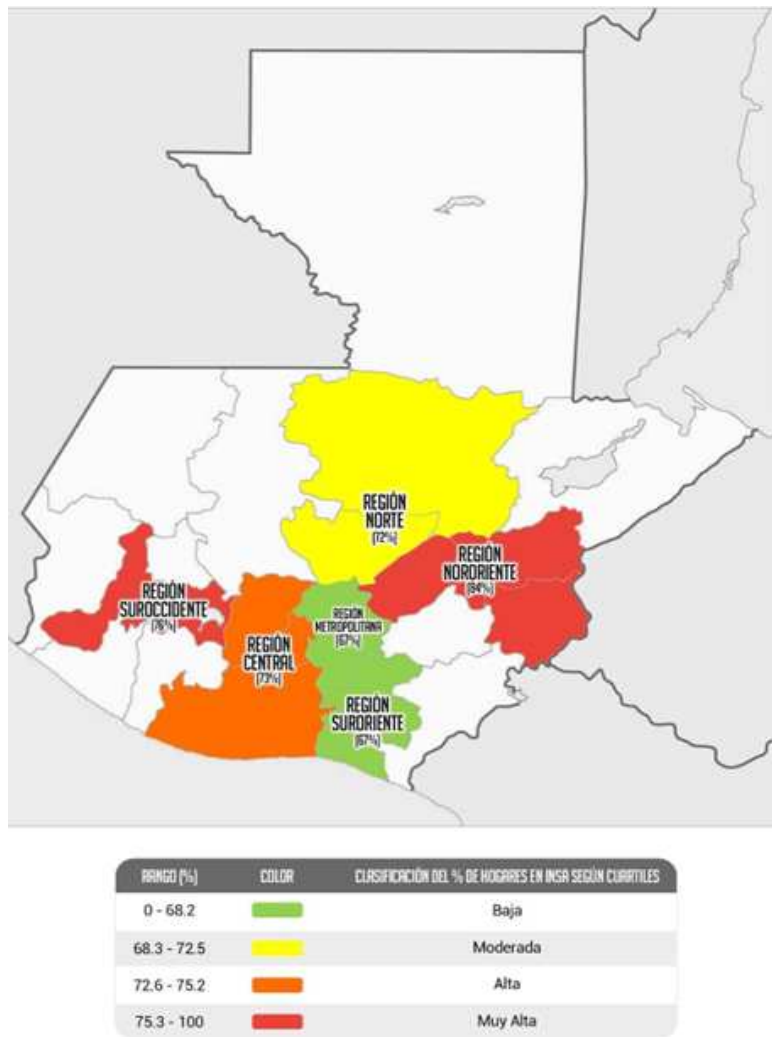 REGIÓN
NORTE
(72%)
REGIÓN
NORORIENTE
(84%)
REGIÓN
SUROCCIDENTE
(76%)
REGIÓN
METROPOLITANA
(67%)
REGIÓN
CENTRAL
(73%)
REGIÓN
SURORIENTE
(67%)
RANGO (%) COLOR CLASIFICACIÓN DEL % DE HOGARES EN INSA SEGÚN CUARTILES
0 - 68.2 Baja
68.3 - 72.5 Moderada
72.6 - 75.2 Alta
75.3 - 100 Muy Alta